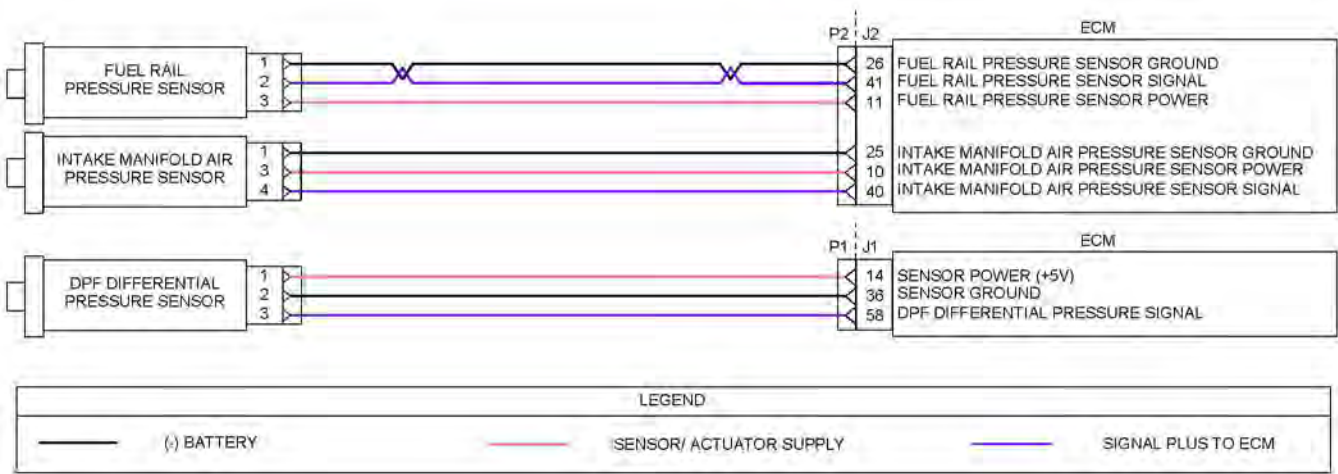 ECM
P2 J2
FUEL RAIL
PRESSURE SENSOR
1
2
3
26 FUEL RAIL PRESSURE SENSOR GROUND
41 FUEL RAIL PRESSURE SENSOR SIGNAL
11 FUEL RAIL PRESSURE SENSOR POWER
INTAKE MANIFOLD AIR
PRESSURE SENSOR
1
3
4
25 INTAKE MANIFOLD AIR PRESSURE SENSOR GROUND
10 INTAKE MANIFOLD AIR PRESSURE SENSOR POWER
40 INTAKE MANIFOLD AIR PRESSURE SENSOR SIGNAL
ECM
P1 J1
DPF DIFFERENTIAL
PRESSURE SENSOR
1
2
3
14 SENSOR POWER (+5V)
36 SENSOR GROUND
58 DPF DIFFERENTIAL PRESSURE SIGNAL
LEGEND
(-) BATTERY
SENSOR/ ACTUATOR SUPPLY
SIGNAL PLUS TO ECM